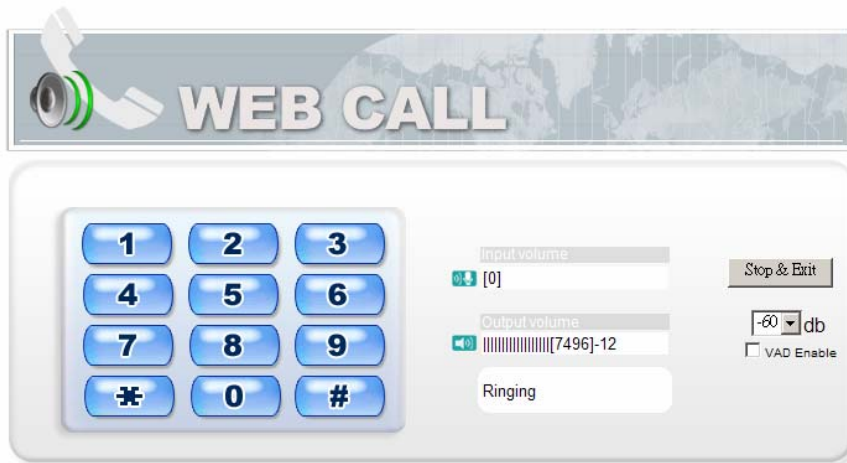 WEB CALL
1 2 3
4 5 6
7 8 9
* 0 #
Input volume
[0]
Output volume
||||||||||||||||||[7496]-12
Ringing
Stop & Exit
-60 db
VAD Enable